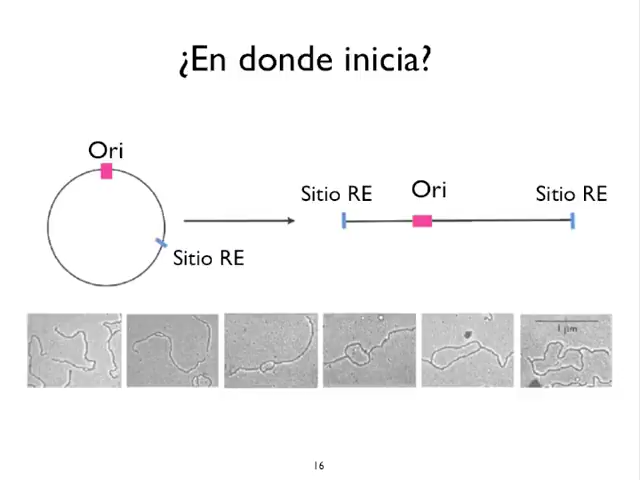 ¿En donde inicia?
Ori
Sitio RE
Sitio RE
Ori
Sitio RE
1 µm
16